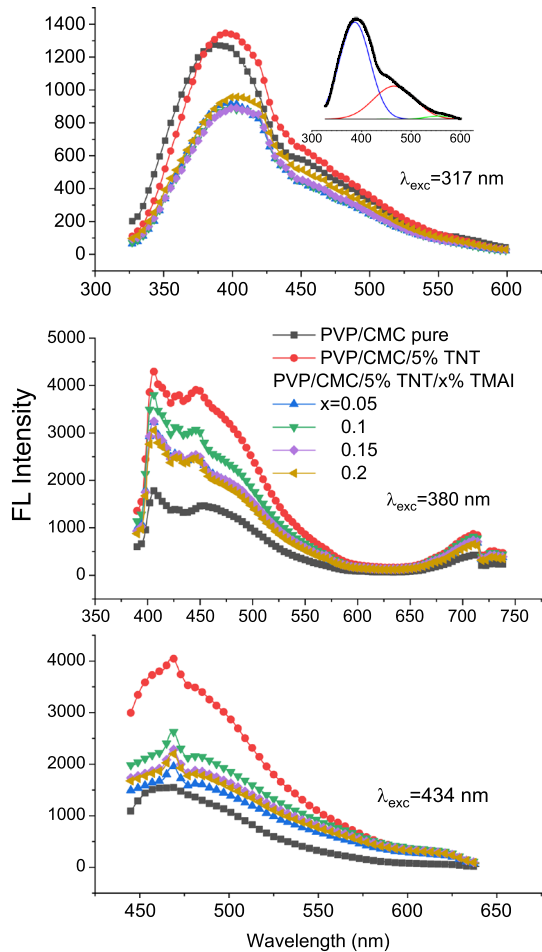 1400
1200
1000
800
600
400
200
0
300 400 500 600
λexc=317 nm
300 350 400 450 500 550 600
FL Intensity
5000
4000
3000
2000
1000
0
PVP/CMC pure
PVP/CMC/5% TNT
PVP/CMC/5% TNT/x% TMAI
x=0.05
0.1
0.15
0.2
λexc=380 nm
350 400 450 500 550 600 650 700 750
4000
3000
2000
1000
0
λexc=434 nm
450 500 550 600 650
Wavelength (nm)